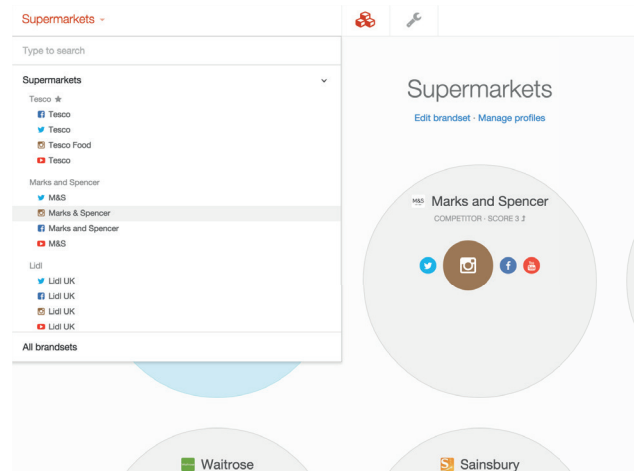 Supermarkets
Type to search
Supermarkets
Tesco
Tesco
Tesco
Tesco Food
Tesco
Marks and Spencer
M&S
Marks & Spencer
Marks and Spencer
M&S
Lidl
Lidl UK
Lidl UK
Lidl UK
Lidl UK
All brandsets
Supermarkets
Edit brandset · Manage profiles
M&S Marks and Spencer
COMPETITOR · SCORE 3
Waitrose
Sainsbury